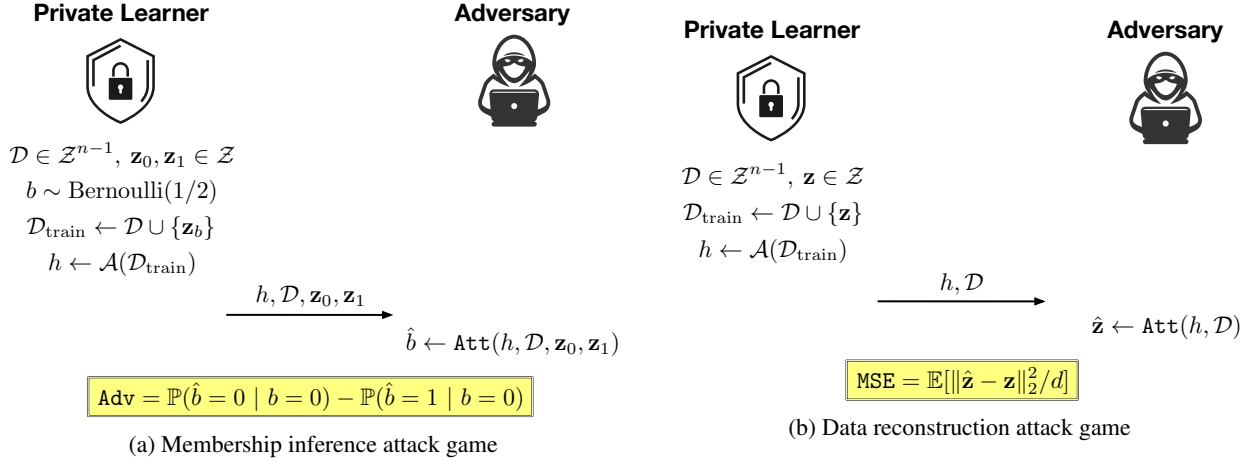 Private Learner
Adversary
𝒟 ∈ 𝒵ⁿ⁻¹, z₀, z₁ ∈ 𝒵
b ∼ Bernoulli(1/2)
𝒟_train ← 𝒟 ∪ {z_b}
h ← 𝒜(𝒟_train)
h, 𝒟, z₀, z₁
b̂ ← Att(h, 𝒟, z₀, z₁)
Adv = ℙ(b̂ = 0 | b = 0) − ℙ(b̂ = 1 | b = 0)
(a) Membership inference attack game
Private Learner
Adversary
𝒟 ∈ 𝒵ⁿ⁻¹, z ∈ 𝒵
𝒟_train ← 𝒟 ∪ {z}
h ← 𝒜(𝒟_train)
h, 𝒟
ẑ ← Att(h, 𝒟)
MSE = 𝔼[‖ẑ − z‖₂²/d]
(b) Data reconstruction attack game